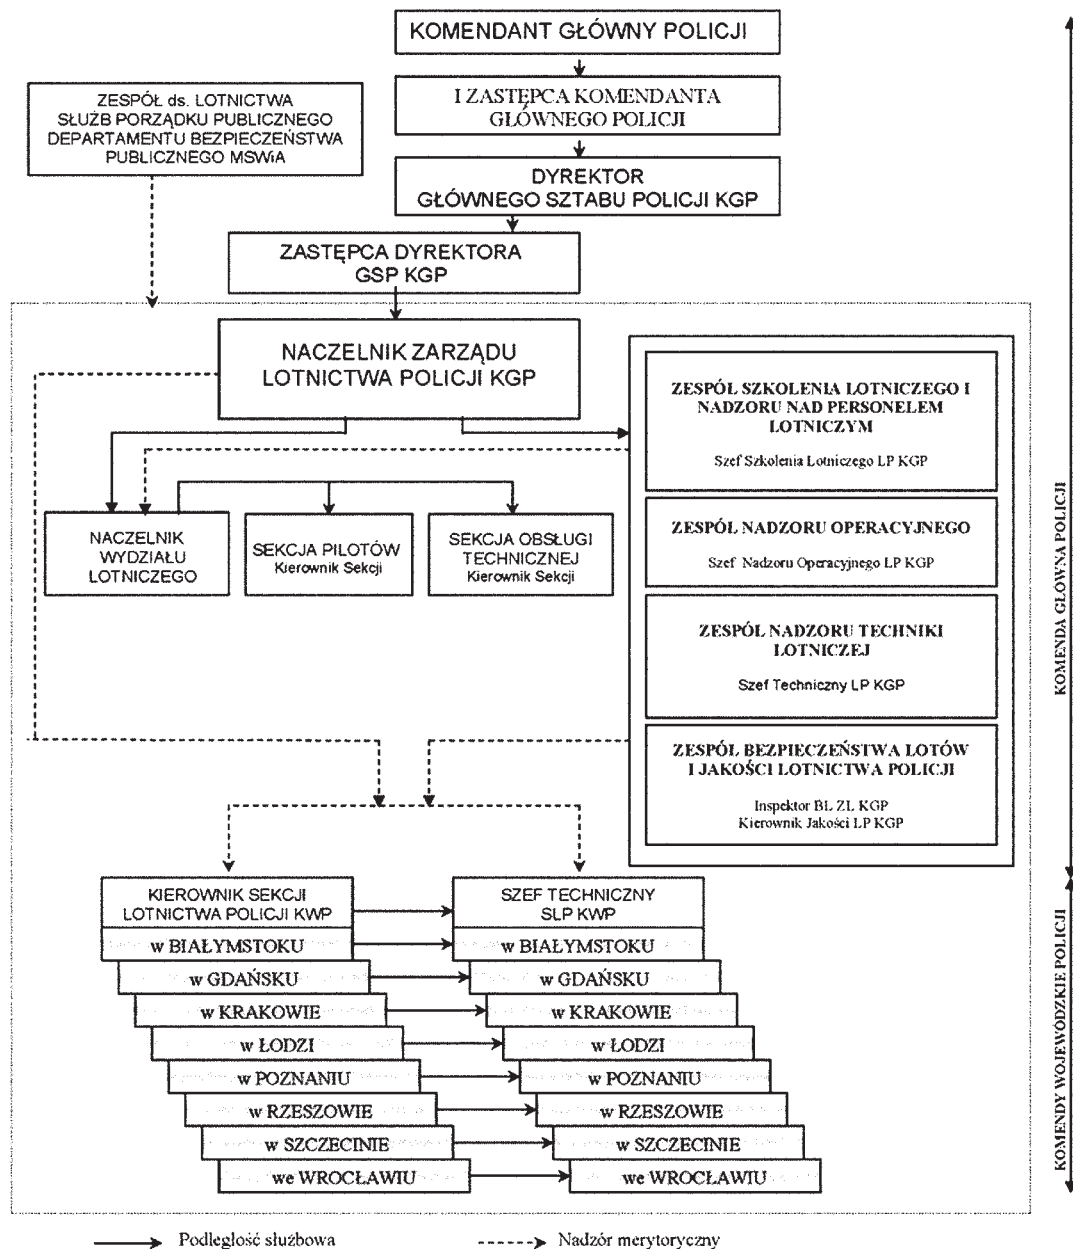 KOMENDANT GŁÓWNY POLICJI
I ZASTĘPCA KOMENDANTA
GŁÓWNEGO POLICJI
ZESPÓŁ ds. LOTNICTWA
SŁUŻB PORZĄDKU PUBLICZNEGO
DEPARTAMENTU BEZPIECZEŃSTWA
PUBLICZNEGO MSWiA
DYREKTOR
GŁÓWNEGO SZTABU POLICJI KGP
ZASTĘPCA DYREKTORA
GSP KGP
NACZELNIK ZARZĄDU
LOTNICTWA POLICJI KGP
ZESPÓŁ SZKOLENIA LOTNICZEGO I
NADZORU NAD PERSONELEM
LOTNICZYM
Szef Szkolenia Lotniczego LP KGP
ZESPÓŁ NADZORU OPERACYJNEGO
Szef Nadzoru Operacyjnego LP KGP
ZESPÓŁ NADZORU TECHNIKI
LOTNICZEJ
Szef Techniczny LP KGP
ZESPÓŁ BEZPIECZEŃSTWA LOTÓW
I JAKOŚCI LOTNICTWA POLICJI
Inspektor BL ZL KGP
Kierownik Jakości LP KGP
NACZELNIK
WYDZIAŁU
LOTNICZEGO
SEKCJA PILOTÓW
Kierownik Sekcji
SEKCJA OBSŁUGI
TECHNICZNEJ
Kierownik Sekcji
KOMENDA GŁÓWNA POLICJI
KIEROWNIK SEKCJI
LOTNICTWA POLICJI KWP
w BIAŁYMSTOKU
w GDAŃSKU
w KRAKOWIE
w ŁODZI
w POZNANIU
w RZESZOWIE
w SZCZECINIE
we WROCŁAWIU
SZEF TECHNICZNY
SLP KWP
w BIAŁYMSTOKU
w GDAŃSKU
w KRAKOWIE
w ŁODZI
w POZNANIU
w RZESZOWIE
w SZCZECINIE
we WROCŁAWIU
KOMENDY WOJEWÓDZKIE POLICJI
Podległość służbowa
Nadzór merytoryczny